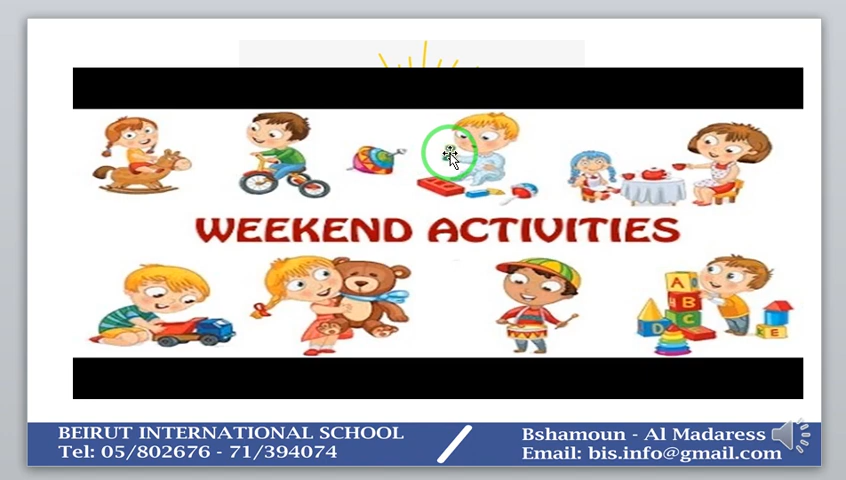 WEEKEND ACTIVITIES
A
B
D
C
E
BEIRUT INTERNATIONAL SCHOOL
Tel: 05/802676 - 71/394074
Bshamoun - Al Madaress
Email: bis.info@gmail.com